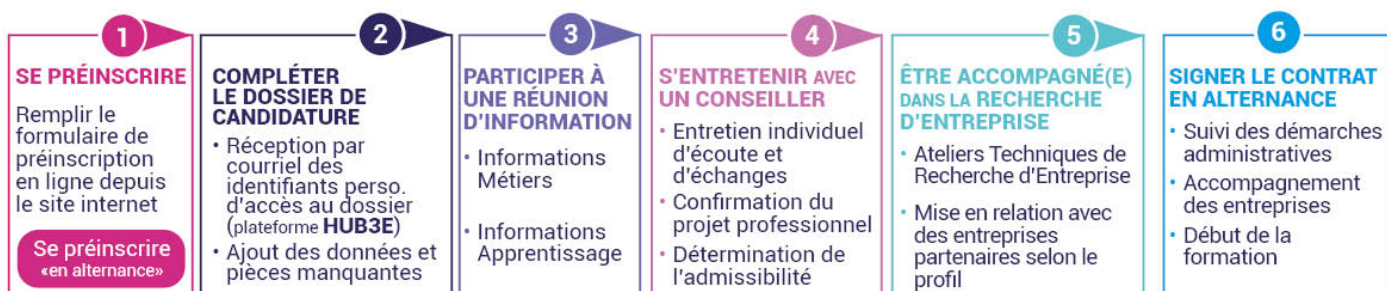 1
SE PRÉINSCRIRE
Remplir le
formulaire de
préinscription
en ligne depuis
le site internet
Se préinscrire
«en alternance»
2
COMPLÉTER
LE DOSSIER DE
CANDIDATURE
• Réception par
courriel des
identifiants perso.
d'accès au dossier
(plateforme HUB3E)
• Ajout des données et
pièces manquantes
3
PARTICIPER À
UNE RÉUNION
D'INFORMATION
• Informations
Métiers
• Informations
Apprentissage
4
S'ENTRETENIR AVEC
UN CONSEILLER
• Entretien individuel
d'écoute et
d'échanges
• Confirmation du
projet professionnel
• Détermination de
l'admissibilité
5
ÊTRE ACCOMPAGNÉ(E)
DANS LA RECHERCHE
D'ENTREPRISE
• Ateliers Techniques de
Recherche d'Entreprise
• Mise en relation avec
des entreprises
partenaires selon le
profil
6
SIGNER LE CONTRAT
EN ALTERNANCE
• Suivi des démarches
administratives
• Accompagnement
des entreprises
• Début de la
formation